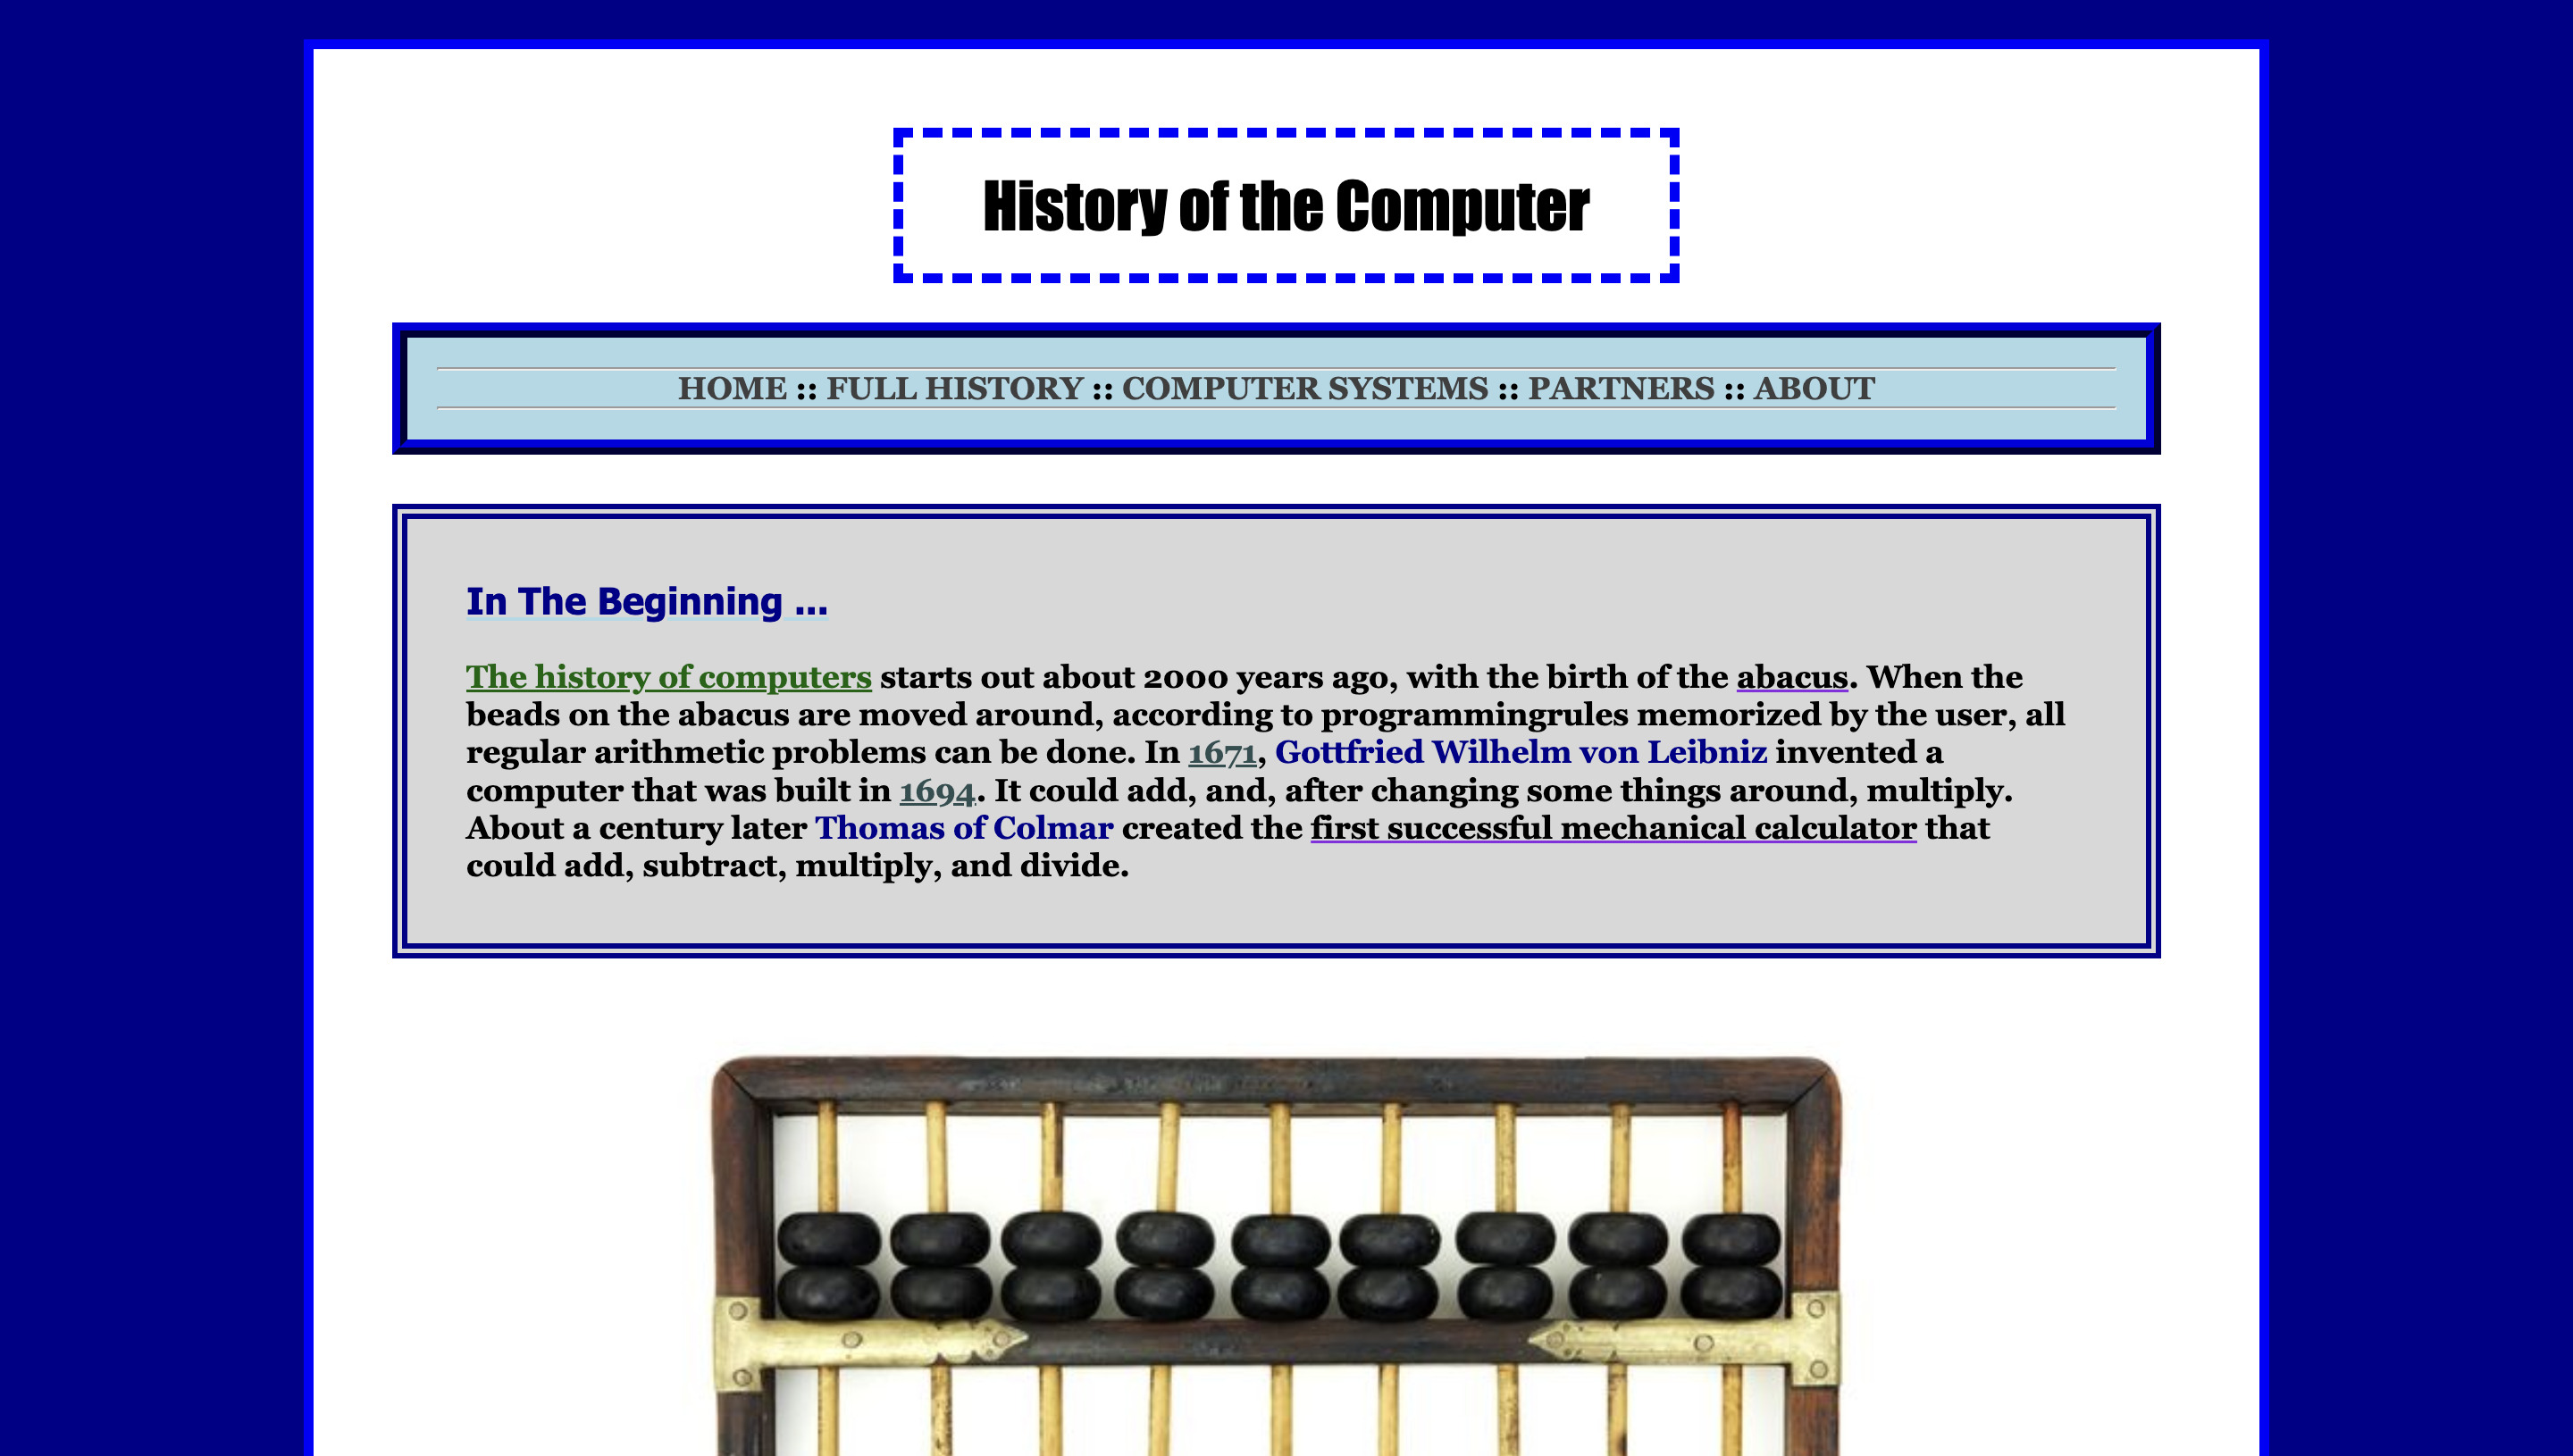 History of the Computer
HOME :: FULL HISTORY :: COMPUTER SYSTEMS :: PARTNERS :: ABOUT
In The Beginning ...
The history of computers starts out about 2000 years ago, with the birth of the abacus. When the
beads on the abacus are moved around, according to programmingrules memorized by the user, all
regular arithmetic problems can be done. In 1671, Gottfried Wilhelm von Leibniz invented a
computer that was built in 1694. It could add, and, after changing some things around, multiply.
About a century later Thomas of Colmar created the first successful mechanical calculator that
could add, subtract, multiply, and divide.